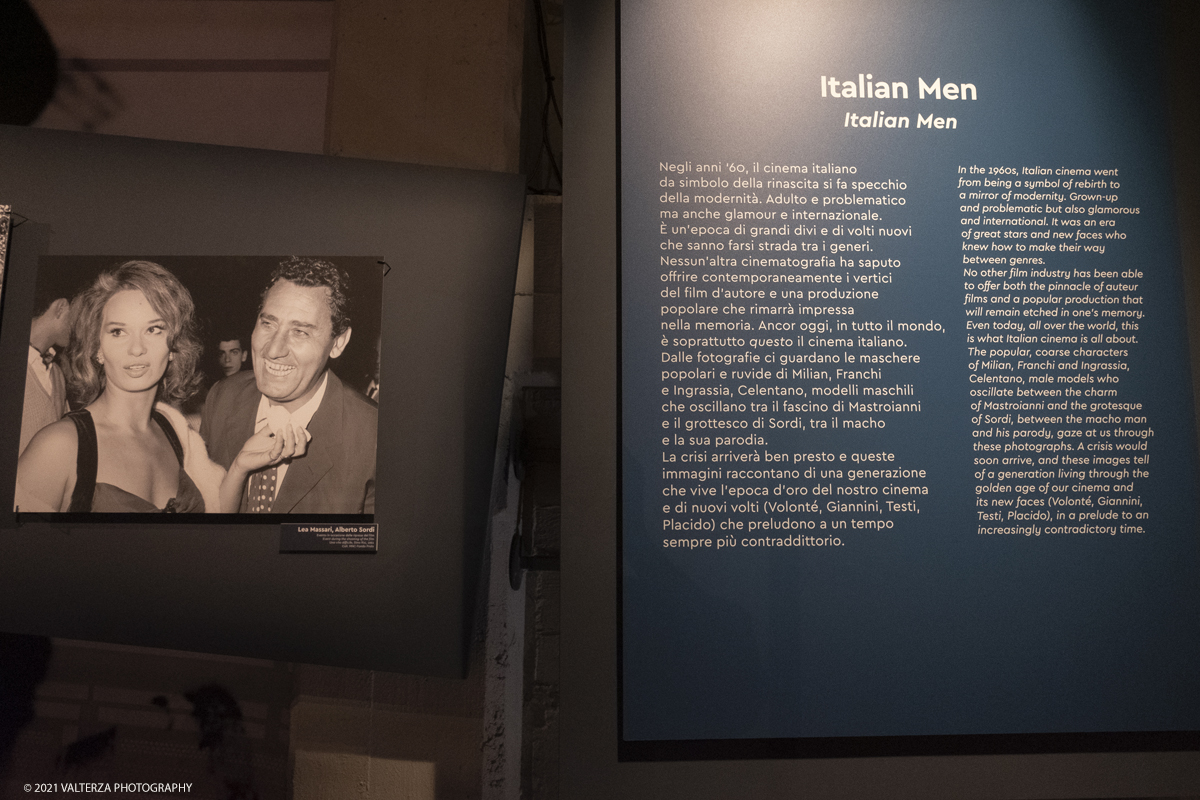 Italian Men
Italian Men
Negli anni '60, il cinema italiano
da simbolo della rinascita si fa specchio
della modernità. Adulto e problematico
ma anche glamour e internazionale.
È un'epoca di grandi divi e di volti nuovi
che sanno farsi strada tra i generi.
Nessun'altra cinematografia ha saputo
offrire contemporaneamente i vertici
del film d'autore e una produzione
popolare che rimarrà impressa
nella memoria. Ancor oggi, in tutto il mondo,
è soprattutto questo il cinema italiano.
Dalle fotografie ci guardano le maschere
popolari e ruvide di Milian, Franchi
e Ingrassia, Celentano, modelli maschili
che oscillano tra il fascino di Mastroianni
e il grottesco di Sordi, tra il macho
e la sua parodia.
La crisi arriverà ben presto e queste
immagini raccontano di una generazione
che vive l'epoca d'oro del nostro cinema
e di nuovi volti (Volonté, Giannini, Testi,
Placido) che preludono a un tempo
sempre più contraddittorio.
In the 1960s, Italian cinema went
from being a symbol of rebirth to
a mirror of modernity. Grown-up
and problematic but also glamorous
and international. It was an era
of great stars and new faces who
knew how to make their way
between genres.
No other film industry has been able
to offer both the pinnacle of auteur
films and a popular production that
will remain etched in one's memory.
Even today, all over the world, this
is what Italian cinema is all about.
The popular, coarse characters
of Milian, Franchi and Ingrassia,
Celentano, male models who
oscillate between the charm
of Mastroianni and the grotesque
of Sordi, between the macho man
and his parody, gaze at us through
these photographs. A crisis would
soon arrive, and these images tell
of a generation living through the
golden age of our cinema and
its new faces (Volonté, Giannini,
Testi, Placido), in a prelude to an
increasingly contradictory time.
Lea Massari, Alberto Sordi
© 2021 VALTERZA PHOTOGRAPHY